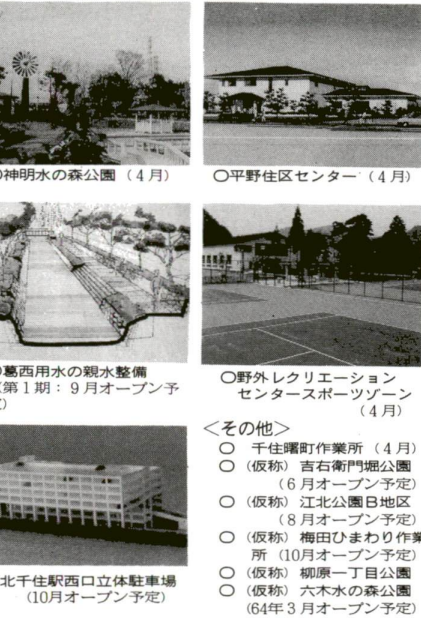 ○神明水の森公園（4月）
○平野住区センター（4月）
○葛西用水の親水整備
（第1期：9月オープン予
定）
○野外レクリエーション
センタースポーツゾーン
（4月）
北千住駅西口立体駐車場
（10月オープン予定）
＜その他＞
○ 千住曙町作業所（4月）
○（仮称）吉右衛門堀公園
（6月オープン予定）
○（仮称）江北公園B地区
（8月オープン予定）
○（仮称）梅田ひまわり作業
所（10月オープン予定）
○（仮称）柳原一丁目公園
○（仮称）六木水の森公園
（64年3月オープン予定）